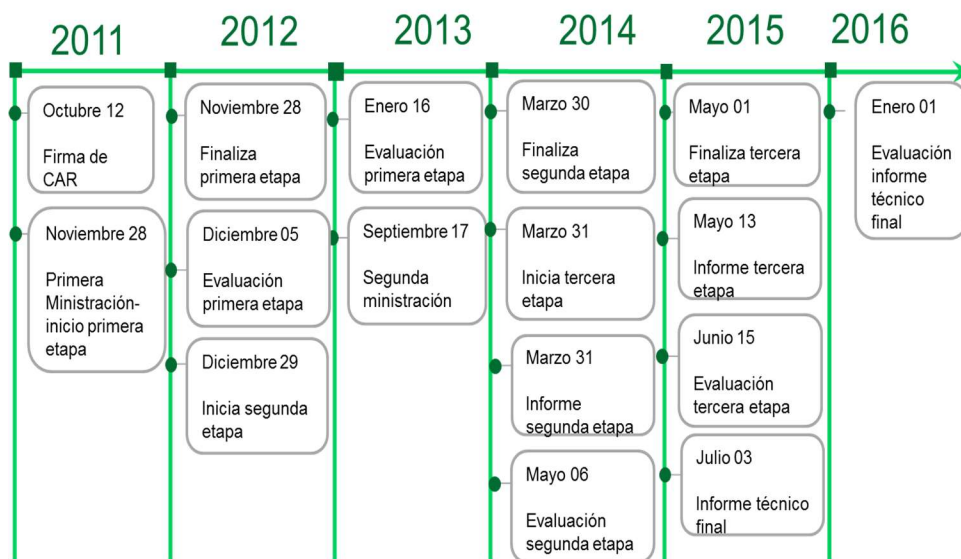 2011
2012
2013
2014
2015
2016
Octubre 12
Firma de
CAR
Noviembre 28
Primera
Ministración-
inicio primera
etapa
Noviembre 28
Finaliza
primera etapa
Diciembre 05
Evaluación
primera etapa
Diciembre 29
Inicia segunda
etapa
Enero 16
Evaluación
primera etapa
Septiembre 17
Segunda
ministración
Marzo 30
Finaliza
segunda etapa
Marzo 31
Inicia tercera
etapa
Marzo 31
Informe
segunda etapa
Mayo 06
Evaluación
segunda etapa
Mayo 01
Finaliza tercera
etapa
Mayo 13
Informe tercera
etapa
Junio 15
Evaluación
tercera etapa
Julio 03
Informe técnico
final
Enero 01
Evaluación
informe
técnico
final